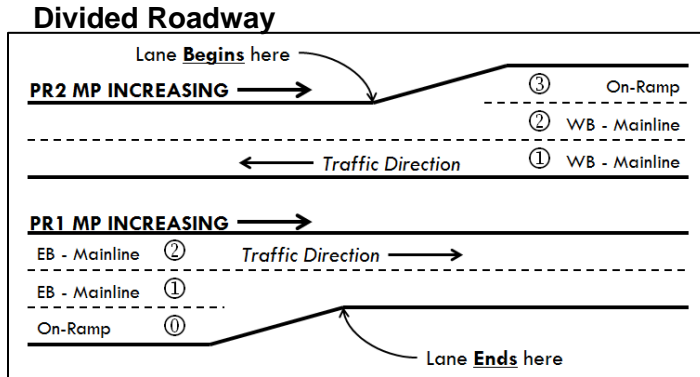 Divided Roadway
Lane Begins here
PR2 MP INCREASING
③ On-Ramp
② WB - Mainline
Traffic Direction ① WB - Mainline
PR1 MP INCREASING
EB - Mainline ② Traffic Direction
EB - Mainline ①
On-Ramp ⓪
Lane Ends here